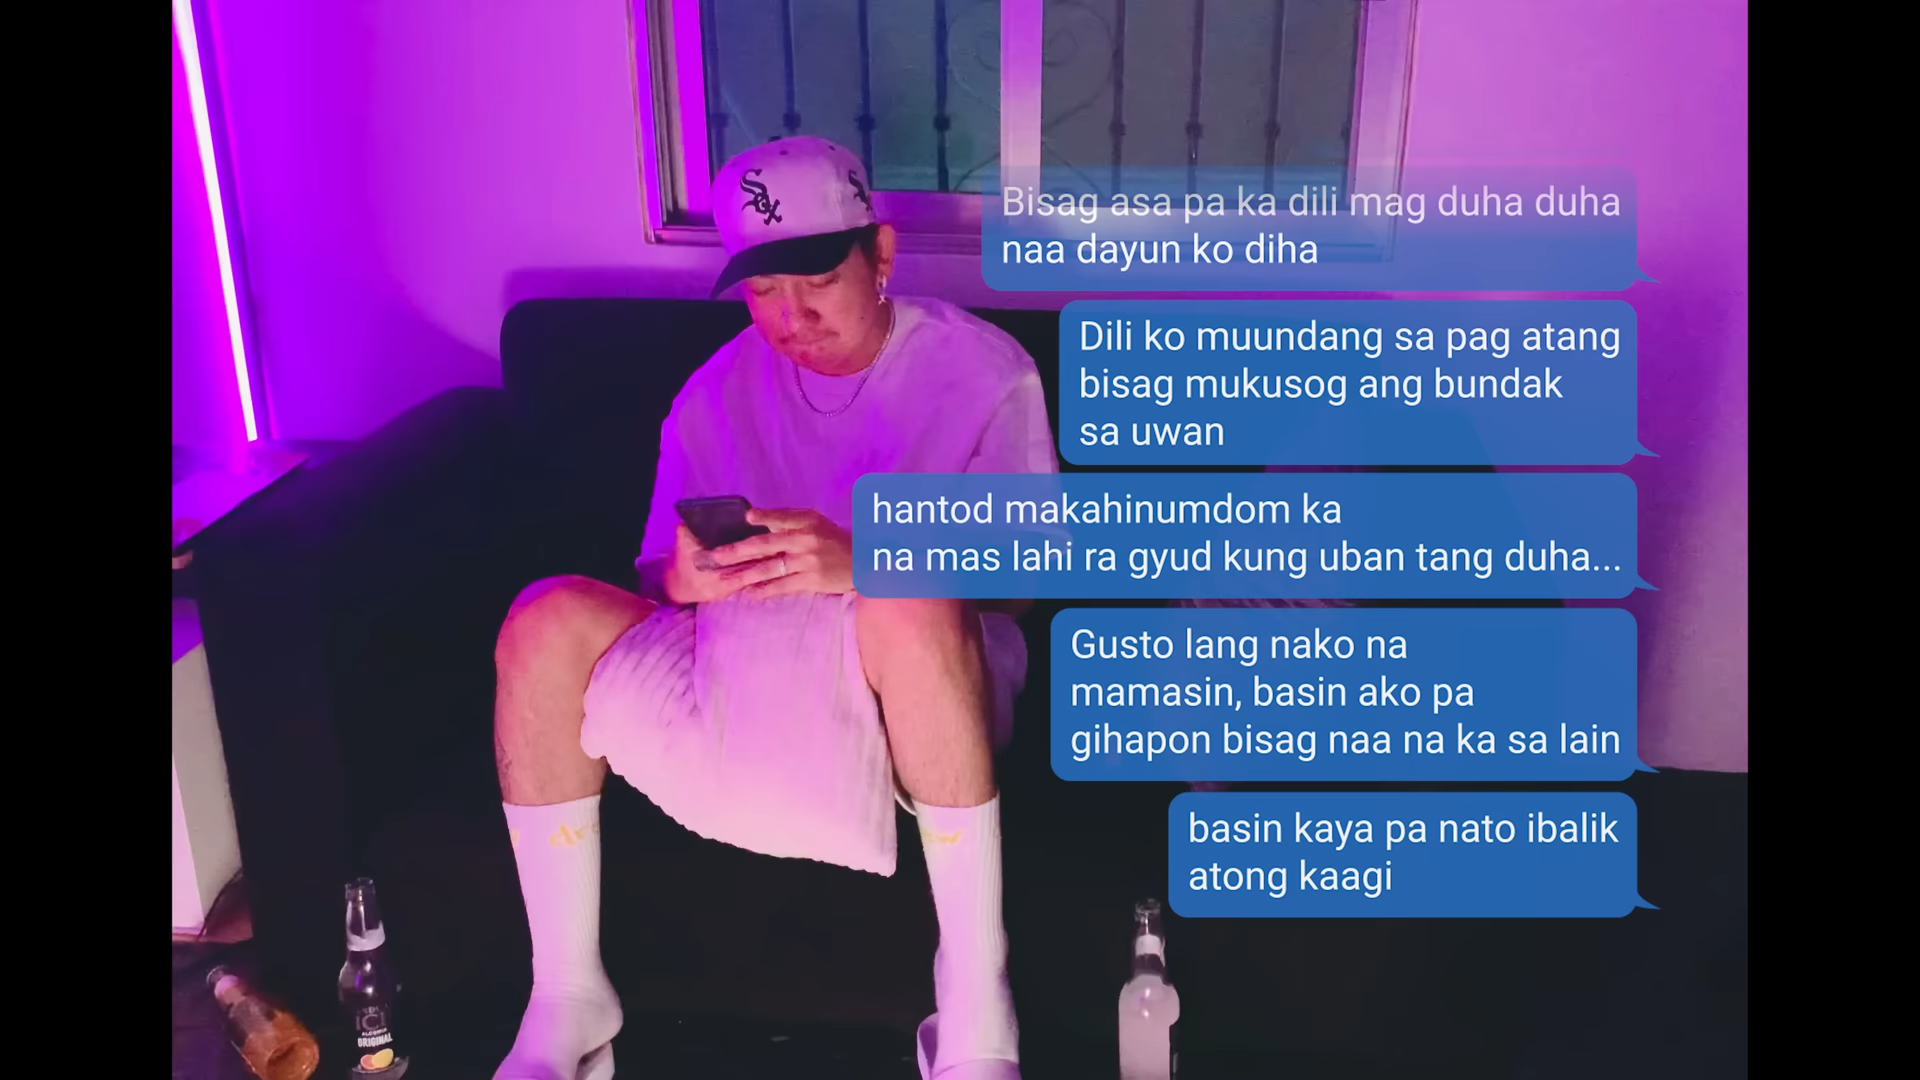 Sox
Bisag asa pa ka dili mag duha duha
naa dayun ko diha
Dili ko muundang sa pag atang
bisag mukusog ang bundak
sa uwan
hantod makahinumdom ka
na mas lahi ra gyud kung uban tang duha...
Gusto lang nako na
mamasin, basin ako pa
gihapon bisag naa na ka sa lain
basin kaya pa nato ibalik
atong kaagi
ORIGINAL